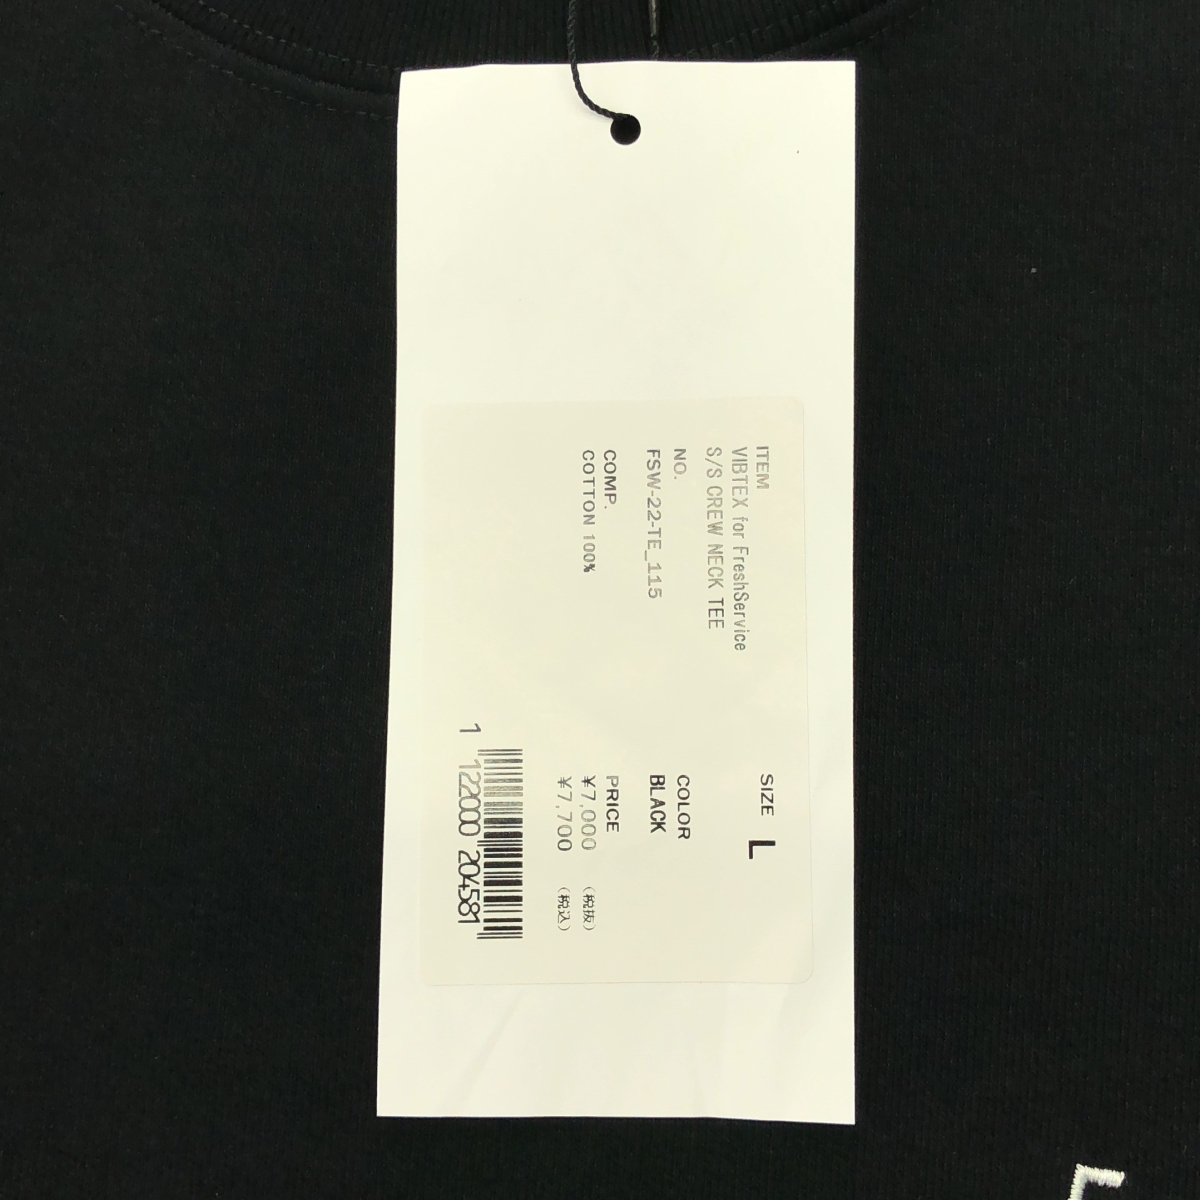 ITEM
VIBTEX for FreshService
S/S CREW NECK TEE
NO.
FSW-22-TE_115
COMP.
COTTON 100%
SIZE L
COLOR
BLACK
PRICE
¥7,000 (税抜)
¥7,700 (税込)
1 122000 204581